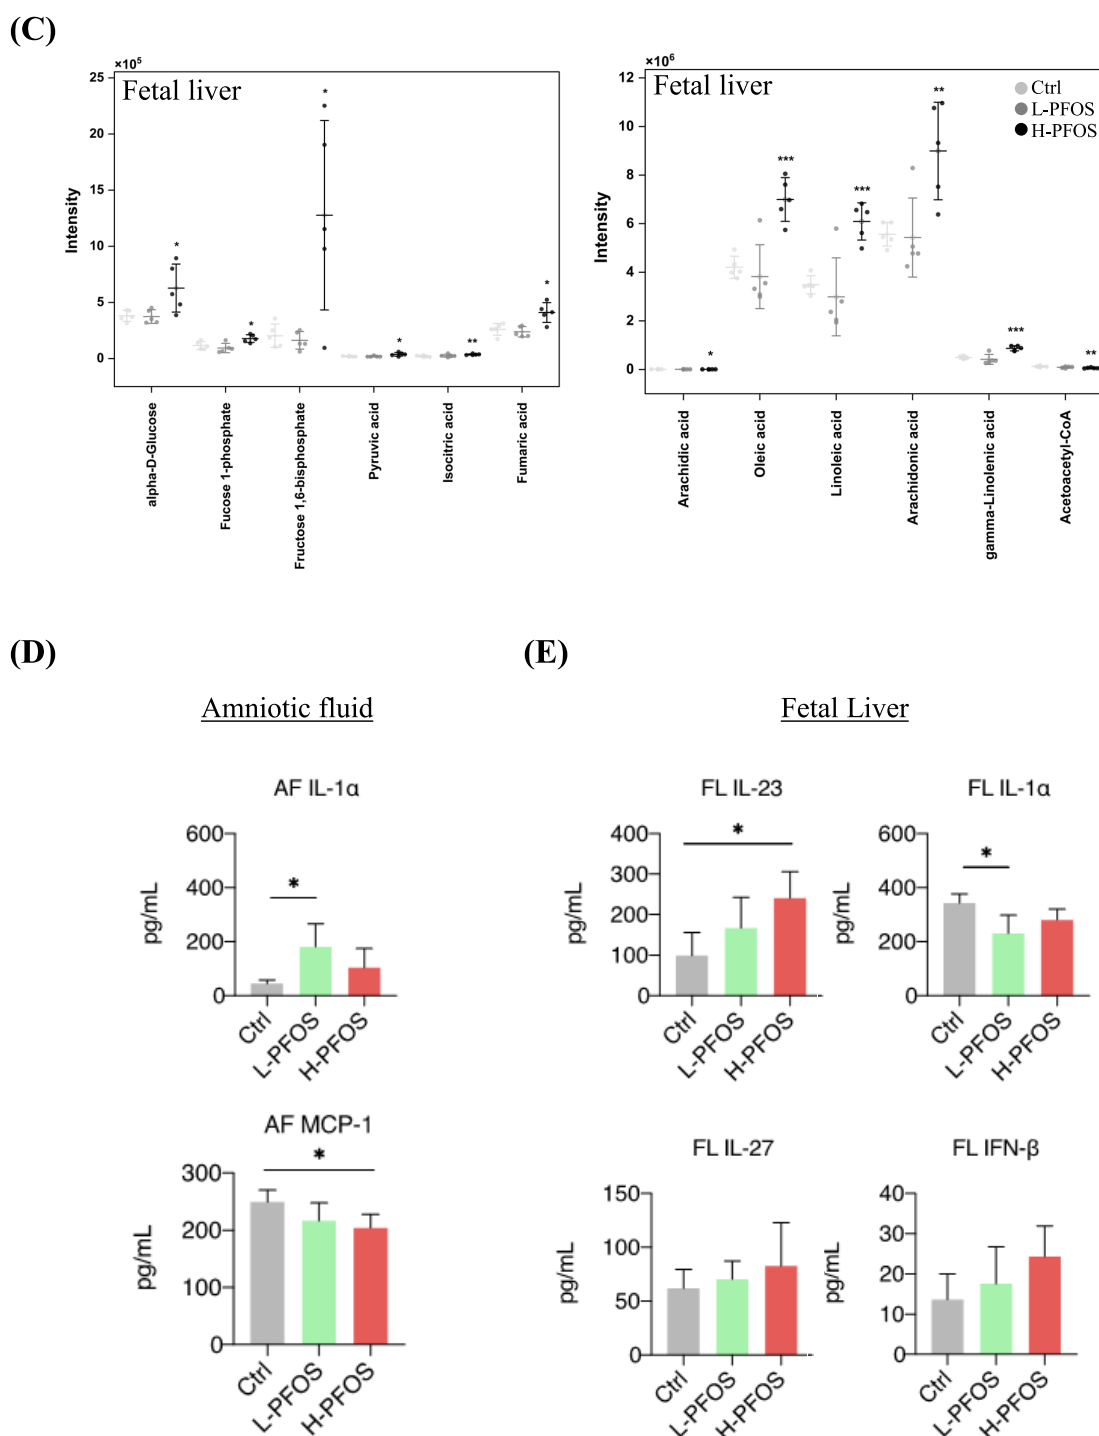 (C)
×10⁵
Fetal liver
25
20
15
10
5
0
Intensity
*
*
*
*
**
*
alpha-D-Glucose
Fucose 1-phosphate
Fructose 1,6-bisphosphate
Pyruvic acid
Isocitric acid
Fumaric acid
×10⁶
Fetal liver
Ctrl
L-PFOS
H-PFOS
12
10
8
6
4
2
0
Intensity
*
***
***
**
***
**
Arachidic acid
Oleic acid
Linoleic acid
Arachidonic acid
gamma-Linolenic acid
Acetoacetyl-CoA
(D)
Amniotic fluid
AF IL-1α
600
400
200
0
pg/mL
*
Ctrl
L-PFOS
H-PFOS
AF MCP-1
300
200
100
0
pg/mL
*
Ctrl
L-PFOS
H-PFOS
(E)
Fetal Liver
FL IL-23
400
300
200
100
0
pg/mL
*
Ctrl
L-PFOS
H-PFOS
FL IL-1α
600
400
200
0
pg/mL
*
Ctrl
L-PFOS
H-PFOS
FL IL-27
150
100
50
0
pg/mL
Ctrl
L-PFOS
H-PFOS
FL IFN-β
40
30
20
10
0
pg/mL
Ctrl
L-PFOS
H-PFOS